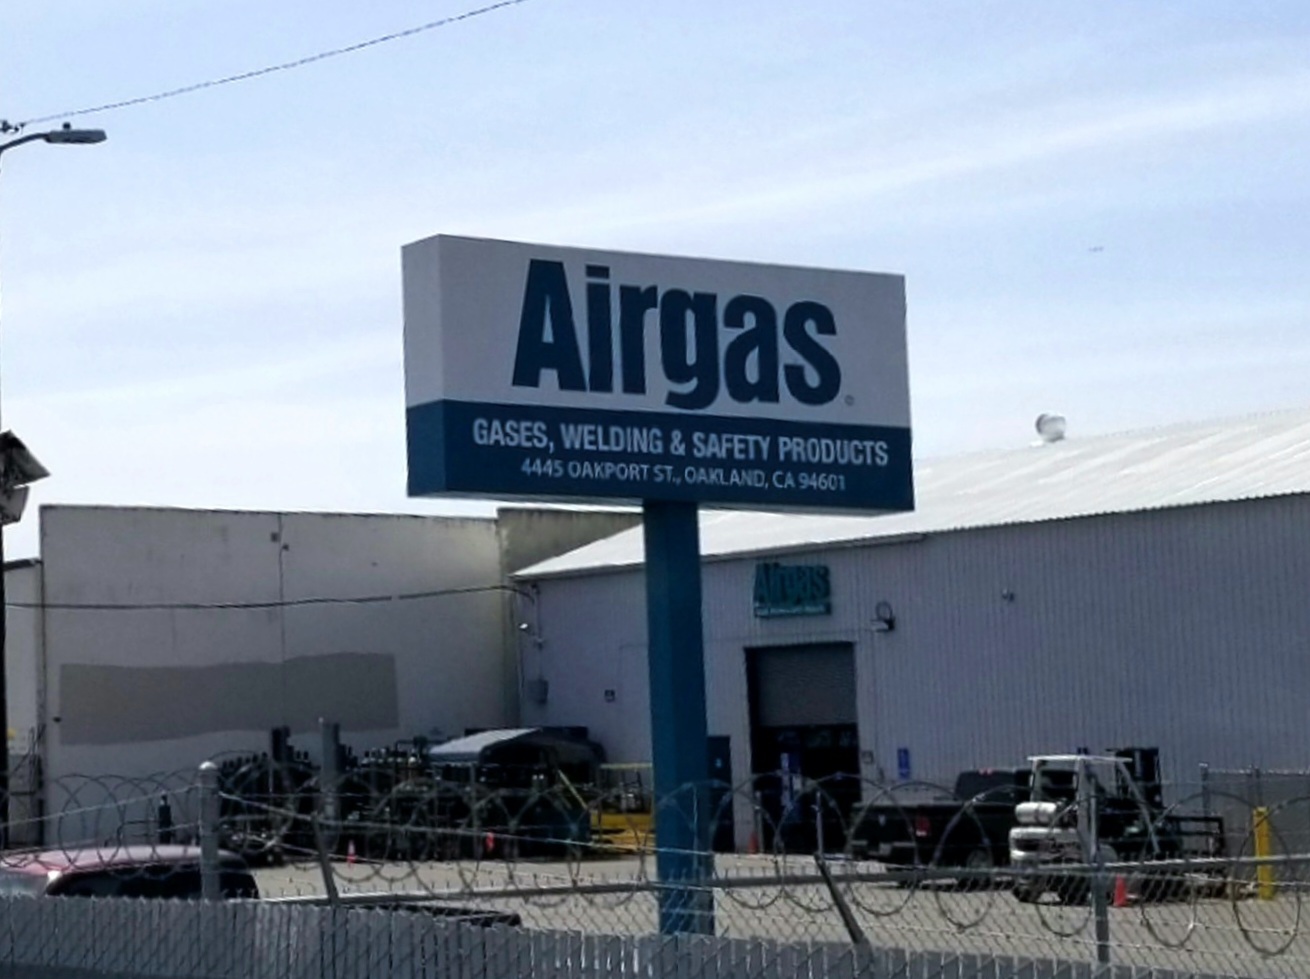 Airgas
GASES, WELDING & SAFETY PRODUCTS
4445 OAKPORT ST., OAKLAND, CA 94601
Airgas